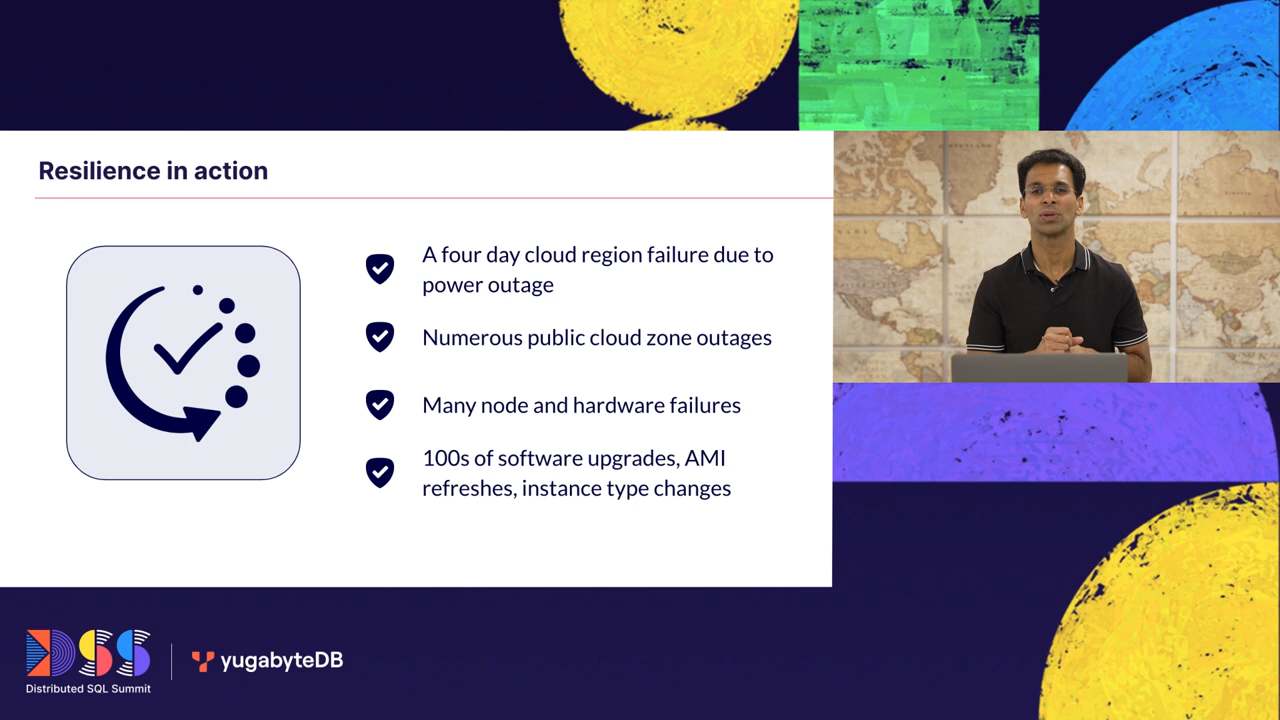 Resilience in action
A four day cloud region failure due to
power outage
Numerous public cloud zone outages
Many node and hardware failures
100s of software upgrades, AMI
refreshes, instance type changes
DSS
Distributed SQL Summit
yugabyteDB